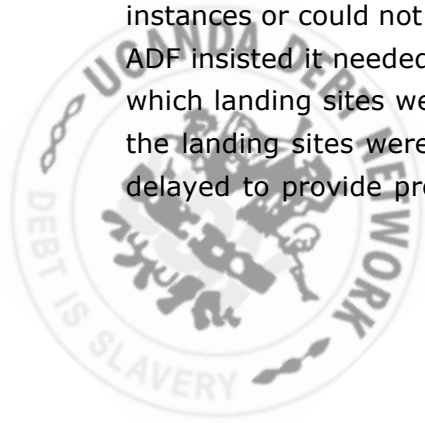 instances or could not
ADF insisted it needed
which landing sites we
the landing sites were
delayed to provide pro
UGANDA DEBT NETWORK
DEBT IS SLAVERY